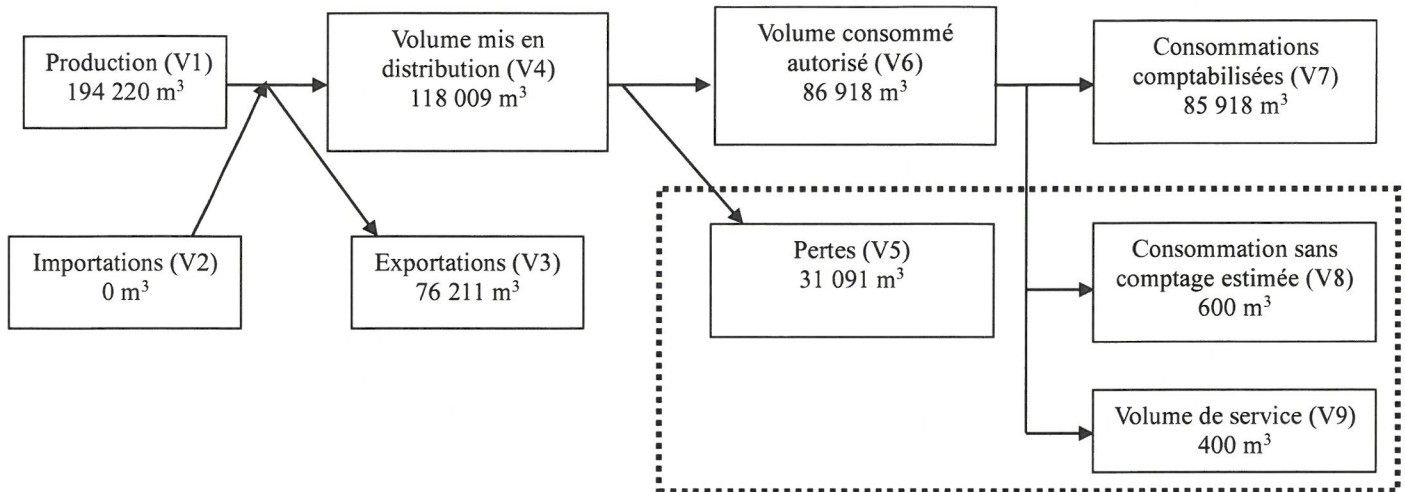 Production (V1)
194 220 m³
Volume mis en
distribution (V4)
118 009 m³
Volume consommé
autorisé (V6)
86 918 m³
Consommations
comptabilisées (V7)
85 918 m³
Importations (V2)
0 m³
Exportations (V3)
76 211 m³
Pertes (V5)
31 091 m³
Consommation sans
comptage estimée (V8)
600 m³
Volume de service (V9)
400 m³